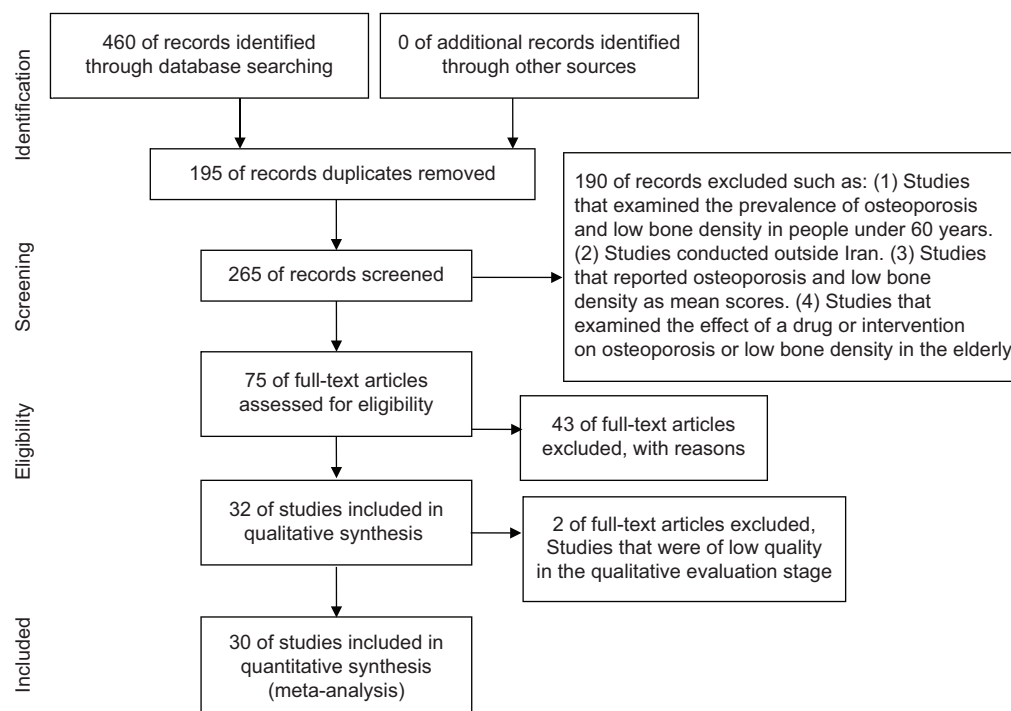 Identification
460 of records identified
through database searching
0 of additional records identified
through other sources
195 of records duplicates removed
Screening
265 of records screened
190 of records excluded such as: (1) Studies
that examined the prevalence of osteoporosis
and low bone density in people under 60 years.
(2) Studies conducted outside Iran. (3) Studies
that reported osteoporosis and low bone
density as mean scores. (4) Studies that
examined the effect of a drug or intervention
on osteoporosis or low bone density in the elderly
Eligibility
75 of full-text articles
assessed for eligibility
43 of full-text articles
excluded, with reasons
32 of studies included in
qualitative synthesis
2 of full-text articles excluded,
Studies that were of low quality
in the qualitative evaluation stage
Included
30 of studies included in
quantitative synthesis
(meta-analysis)